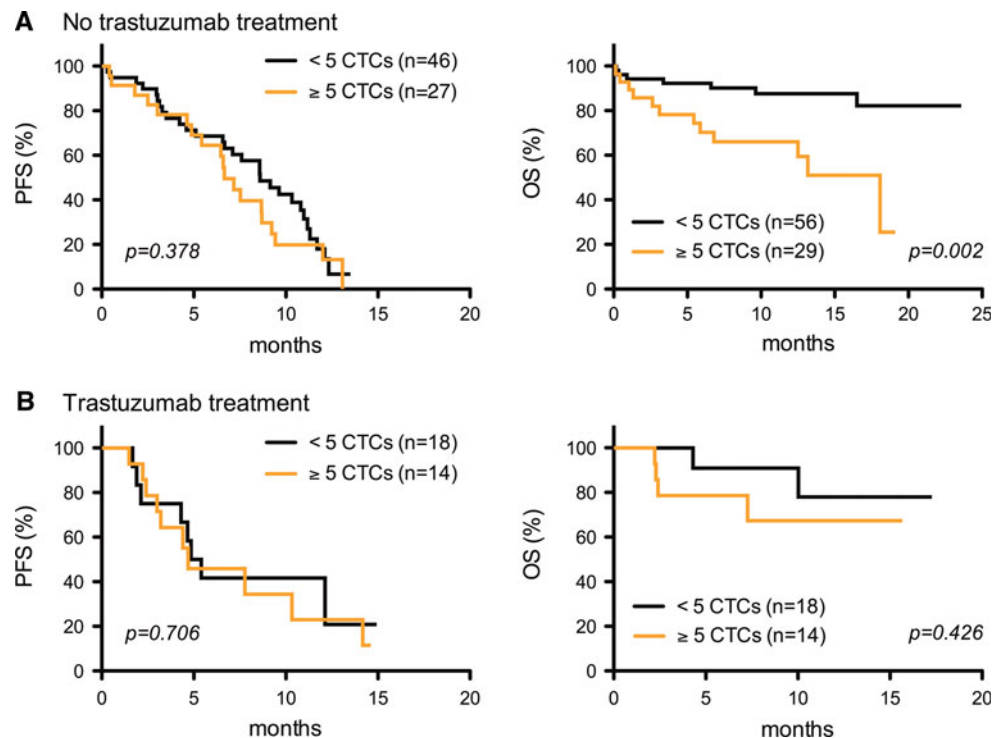 A No trastuzumab treatment
100
80
60
40
20
0
PFS (%)
< 5 CTCs (n=46)
≥ 5 CTCs (n=27)
p=0.378
0 5 10 15 20
months
100
80
60
40
20
0
OS (%)
< 5 CTCs (n=56)
≥ 5 CTCs (n=29)
p=0.002
0 5 10 15 20 25
months
B Trastuzumab treatment
100
80
60
40
20
0
PFS (%)
< 5 CTCs (n=18)
≥ 5 CTCs (n=14)
p=0.706
0 5 10 15 20
months
100
80
60
40
20
0
OS (%)
< 5 CTCs (n=18)
≥ 5 CTCs (n=14)
p=0.426
0 5 10 15 20
months